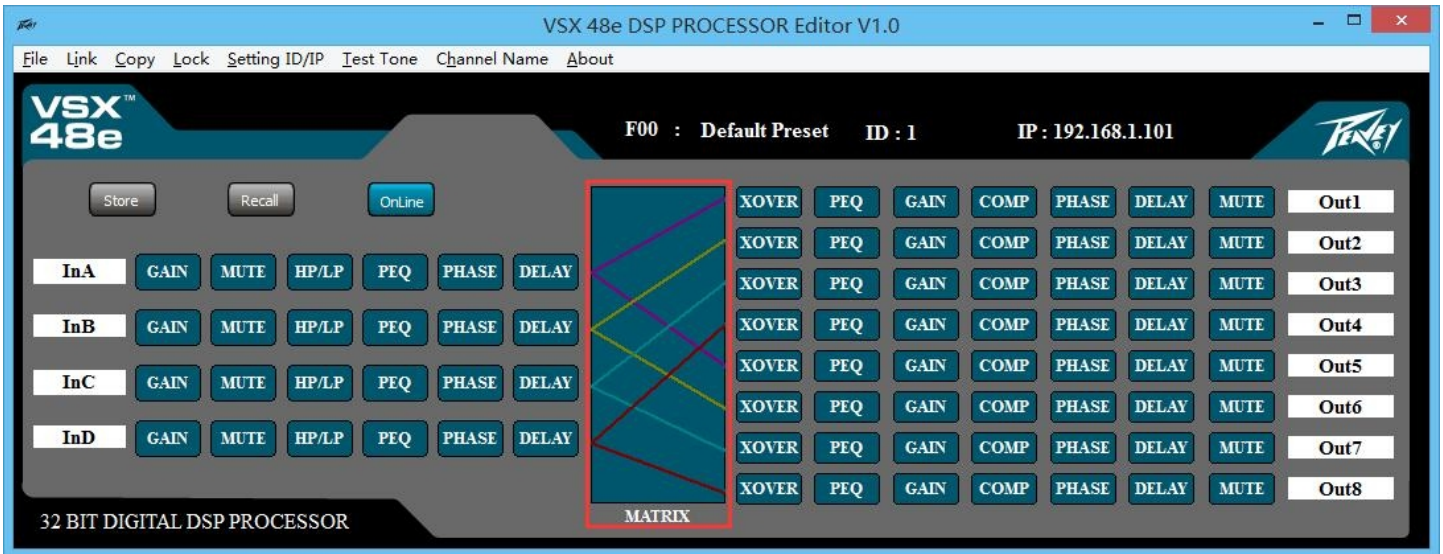 Peavey
VSX 48e DSP PROCESSOR Editor V1.0
File Link Copy Lock Setting ID/IP Test Tone Channel Name About
VSX™
48e
F00 : Default Preset ID : 1 IP : 192.168.1.101
PEAVEY®
Store Recall OnLine
InA GAIN MUTE HP/LP PEQ PHASE DELAY
InB GAIN MUTE HP/LP PEQ PHASE DELAY
InC GAIN MUTE HP/LP PEQ PHASE DELAY
InD GAIN MUTE HP/LP PEQ PHASE DELAY
MATRIX
XOVER PEQ GAIN COMP PHASE DELAY MUTE Out1
XOVER PEQ GAIN COMP PHASE DELAY MUTE Out2
XOVER PEQ GAIN COMP PHASE DELAY MUTE Out3
XOVER PEQ GAIN COMP PHASE DELAY MUTE Out4
XOVER PEQ GAIN COMP PHASE DELAY MUTE Out5
XOVER PEQ GAIN COMP PHASE DELAY MUTE Out6
XOVER PEQ GAIN COMP PHASE DELAY MUTE Out7
XOVER PEQ GAIN COMP PHASE DELAY MUTE Out8
32 BIT DIGITAL DSP PROCESSOR